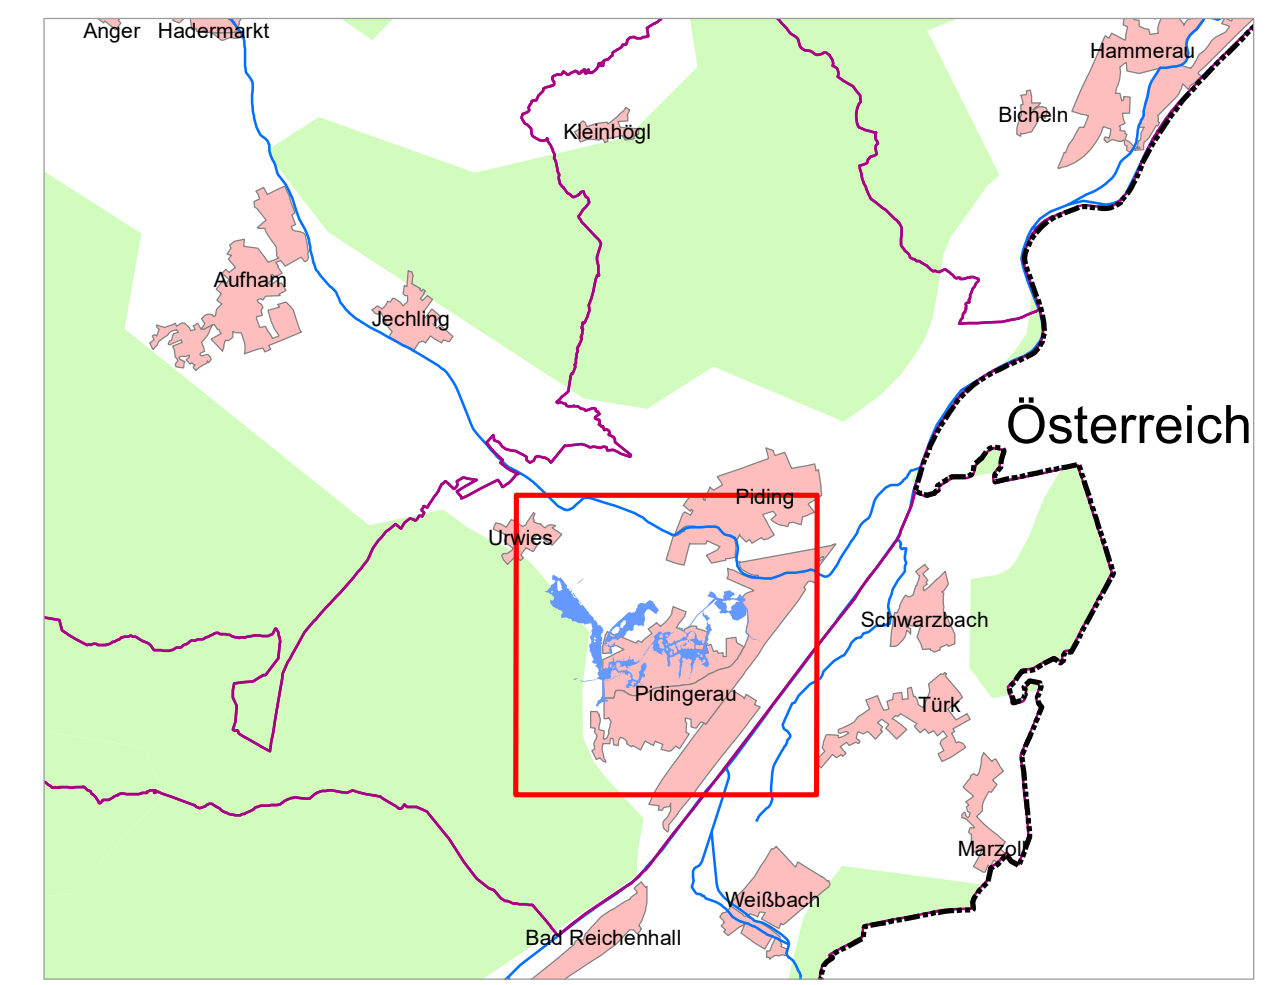 Anger
Hadermarkt
Hammerau
Bicheln
Kleinhögl
Aufham
Jechling
Österreich
Piding
Urwies
Schwarzbach
Pidingerau
Türk
Marzoll
Weißbach
Bad Reichenhall